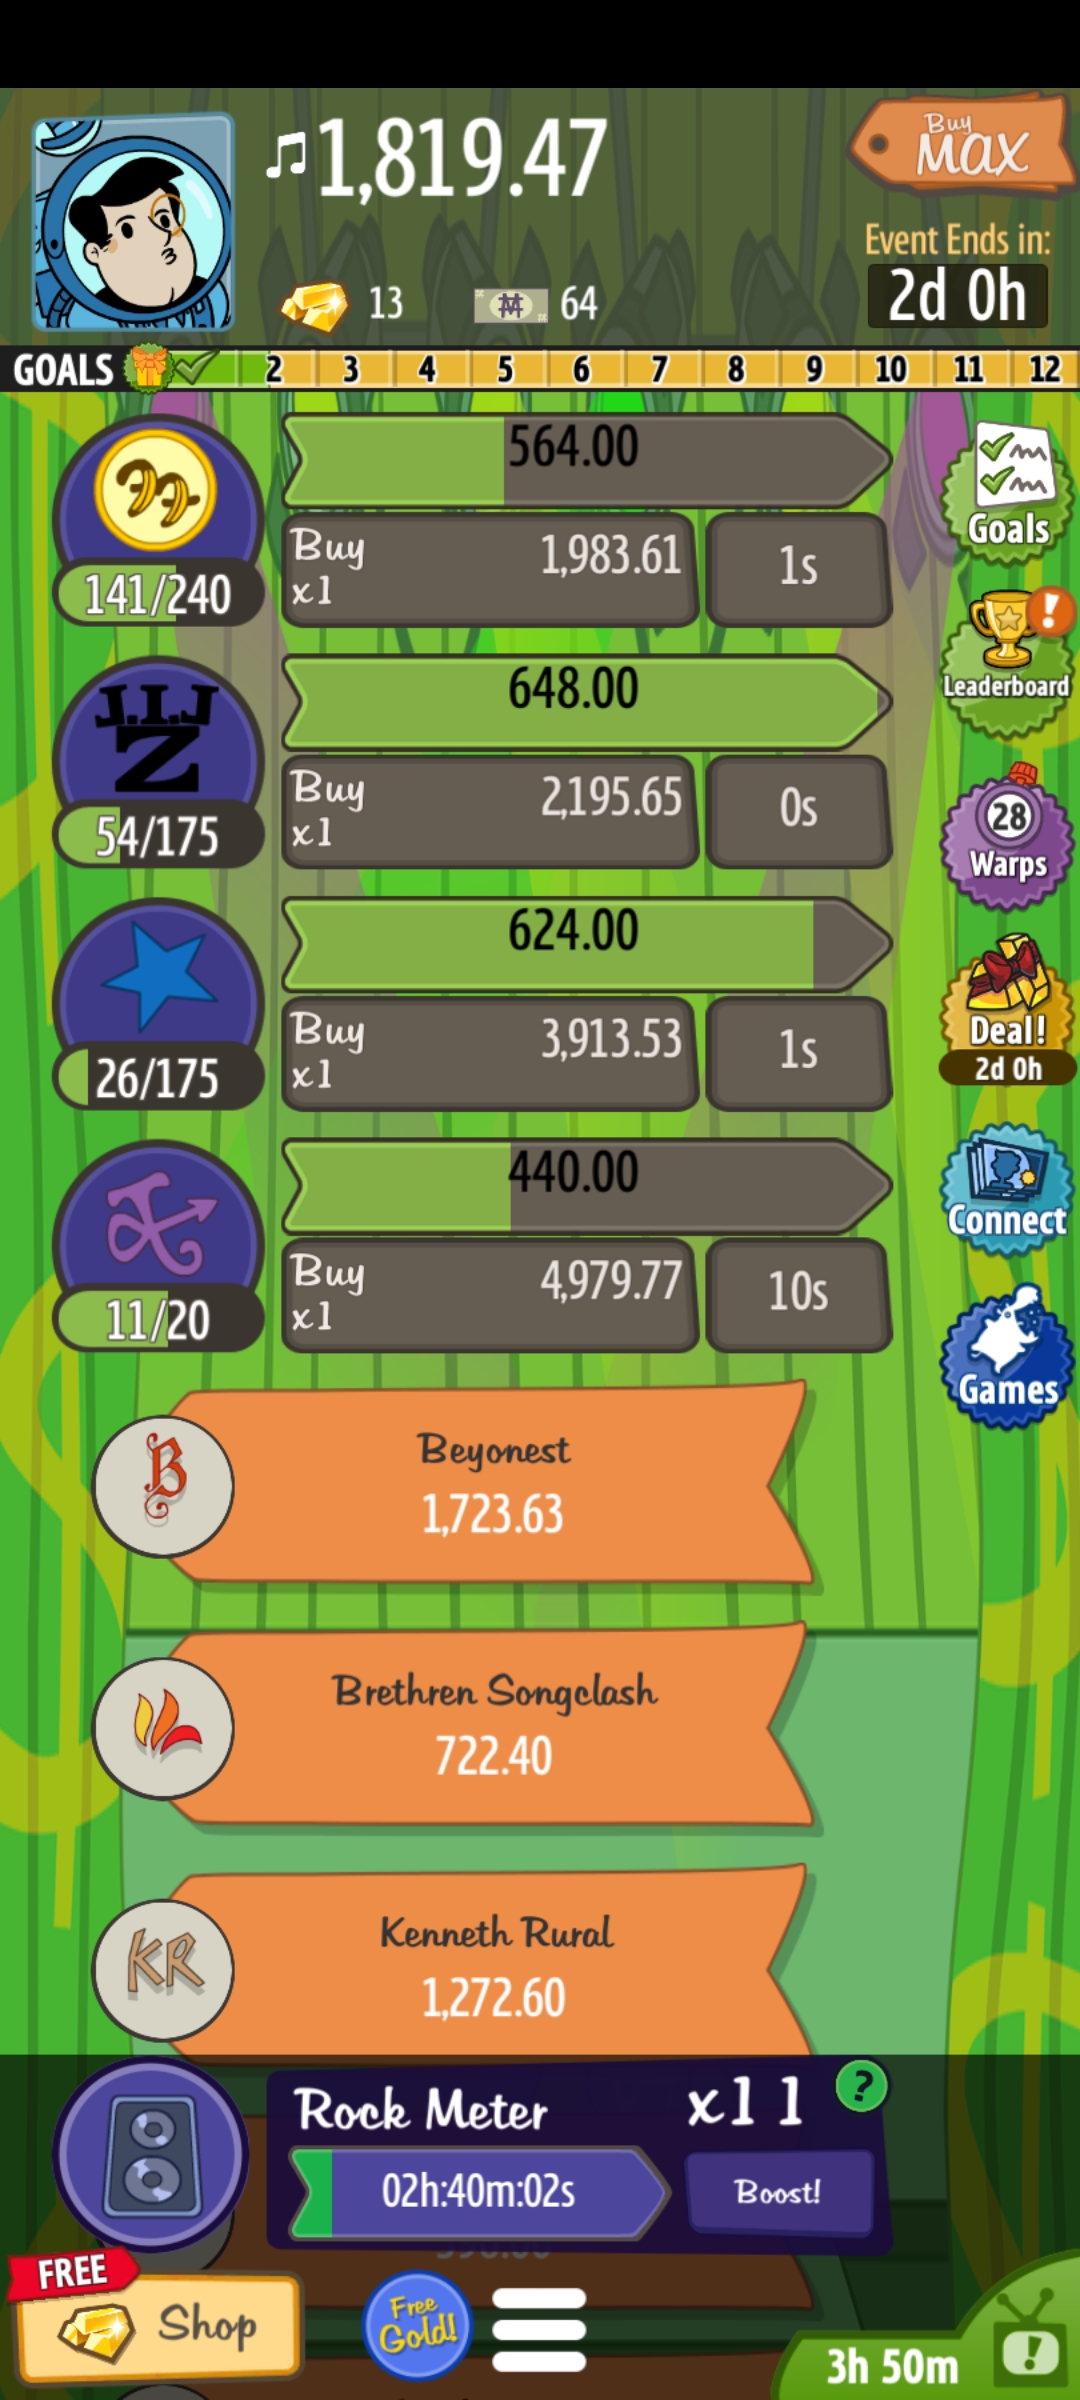 1,819.47
Buy
MAX
Event Ends in:
2d 0h
13
64
GOALS 2 3 4 5 6 7 8 9 10 11 12
564.00
Buy
x1
1,983.61
1s
141/240
Goals
J.I.J
Z
648.00
Buy
x1
2,195.65
0s
54/175
Leaderboard
!
624.00
Buy
x1
3,913.53
1s
26/175
28
Warps
Deal!
2d 0h
440.00
Buy
x1
4,979.77
10s
11/20
Connect
Games
B
Beyonest
1,723.63
Brethren Songclash
722.40
KR
Kenneth Rural
1,272.60
Rock Meter
x11
?
02h:40m:02s
Boost!
FREE
Shop
Free
Gold!
3h 50m
!